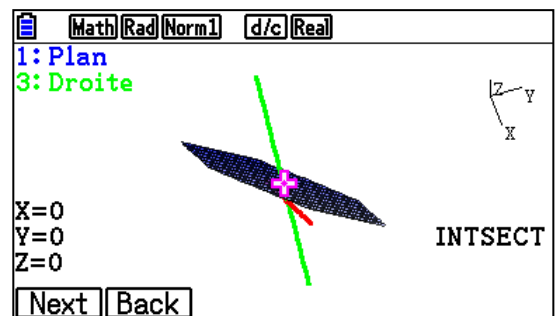 Math Rad Norm1 d/c Real
1: Plan
3: Droite
Z Y
X
X=0
Y=0
INTSECT
Z=0
Next Back